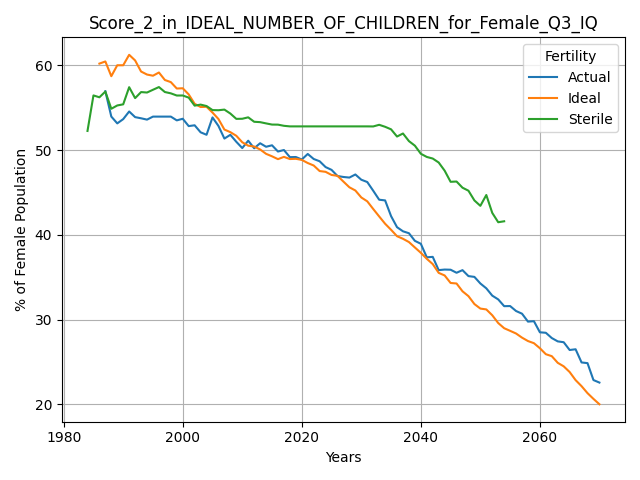 Score_2_in_IDEAL_NUMBER_OF_CHILDREN_for_Female_Q3_IQ
Fertility
Actual
Ideal
Sterile
% of Female Population
60
50
40
30
20
1980
2000
2020
2040
2060
Years